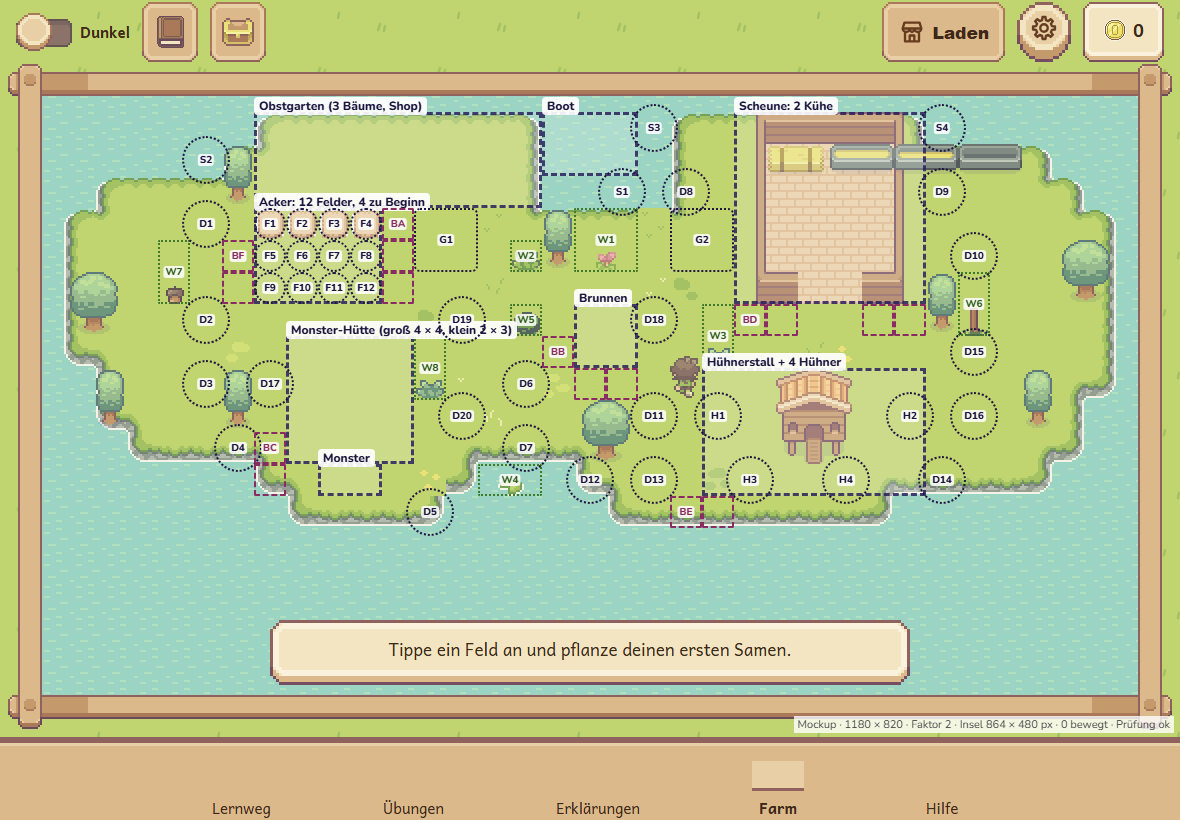 Dunkel
Laden
0
Obstgarten (3 Bäume, Shop)
Boot
Scheune: 2 Kühe
S3
S4
S2
S1
D8
D9
Acker: 12 Felder, 4 zu Beginn
D1
F1
F2
F3
F4
BA
G1
W1
G2
BF
F5
F6
F7
F8
W2
D10
W7
F9
F10
F11
F12
Brunnen
W6
D2
D19
W5
D18
BD
Monster-Hütte (groß 4 × 4, klein 2 × 3)
W3
BB
D15
W8
Hühnerstall + 4 Hühner
D3
D17
D6
D20
D11
H1
H2
D16
D4
BC
D7
Monster
W4
D12
D13
H3
H4
D14
D5
BE
Tippe ein Feld an und pflanze deinen ersten Samen.
Mockup · 1180 × 820 · Faktor 2 · Insel 864 × 480 px · 0 bewegt · Prüfung ok
Lernweg
Übungen
Erklärungen
Farm
Hilfe